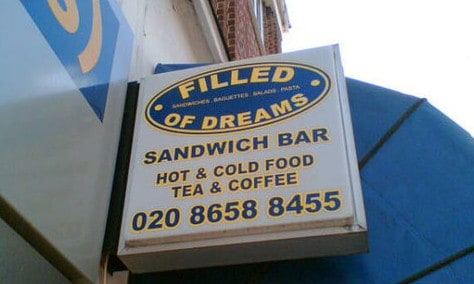 FILLED
SANDWICHES . BAGUETTES . SALADS . PASTA
OF DREAMS
SANDWICH BAR
HOT & COLD FOOD
TEA & COFFEE
020 8658 8455